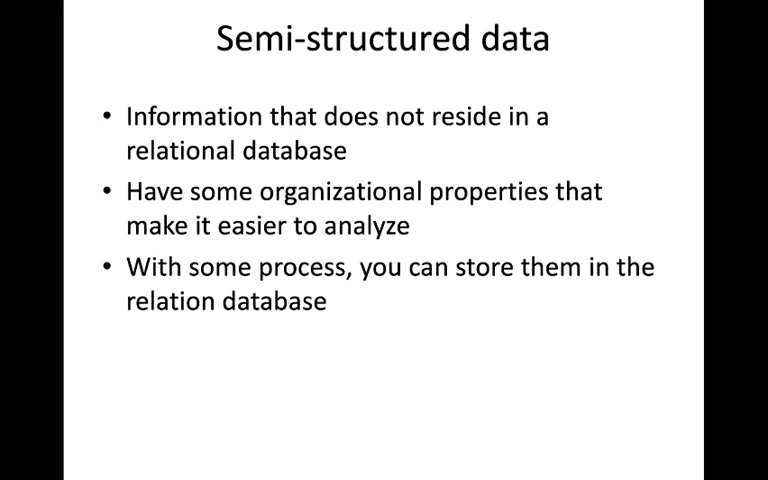 Semi-structured data
• Information that does not reside in a
relational database
• Have some organizational properties that
make it easier to analyze
• With some process, you can store them in the
relation database